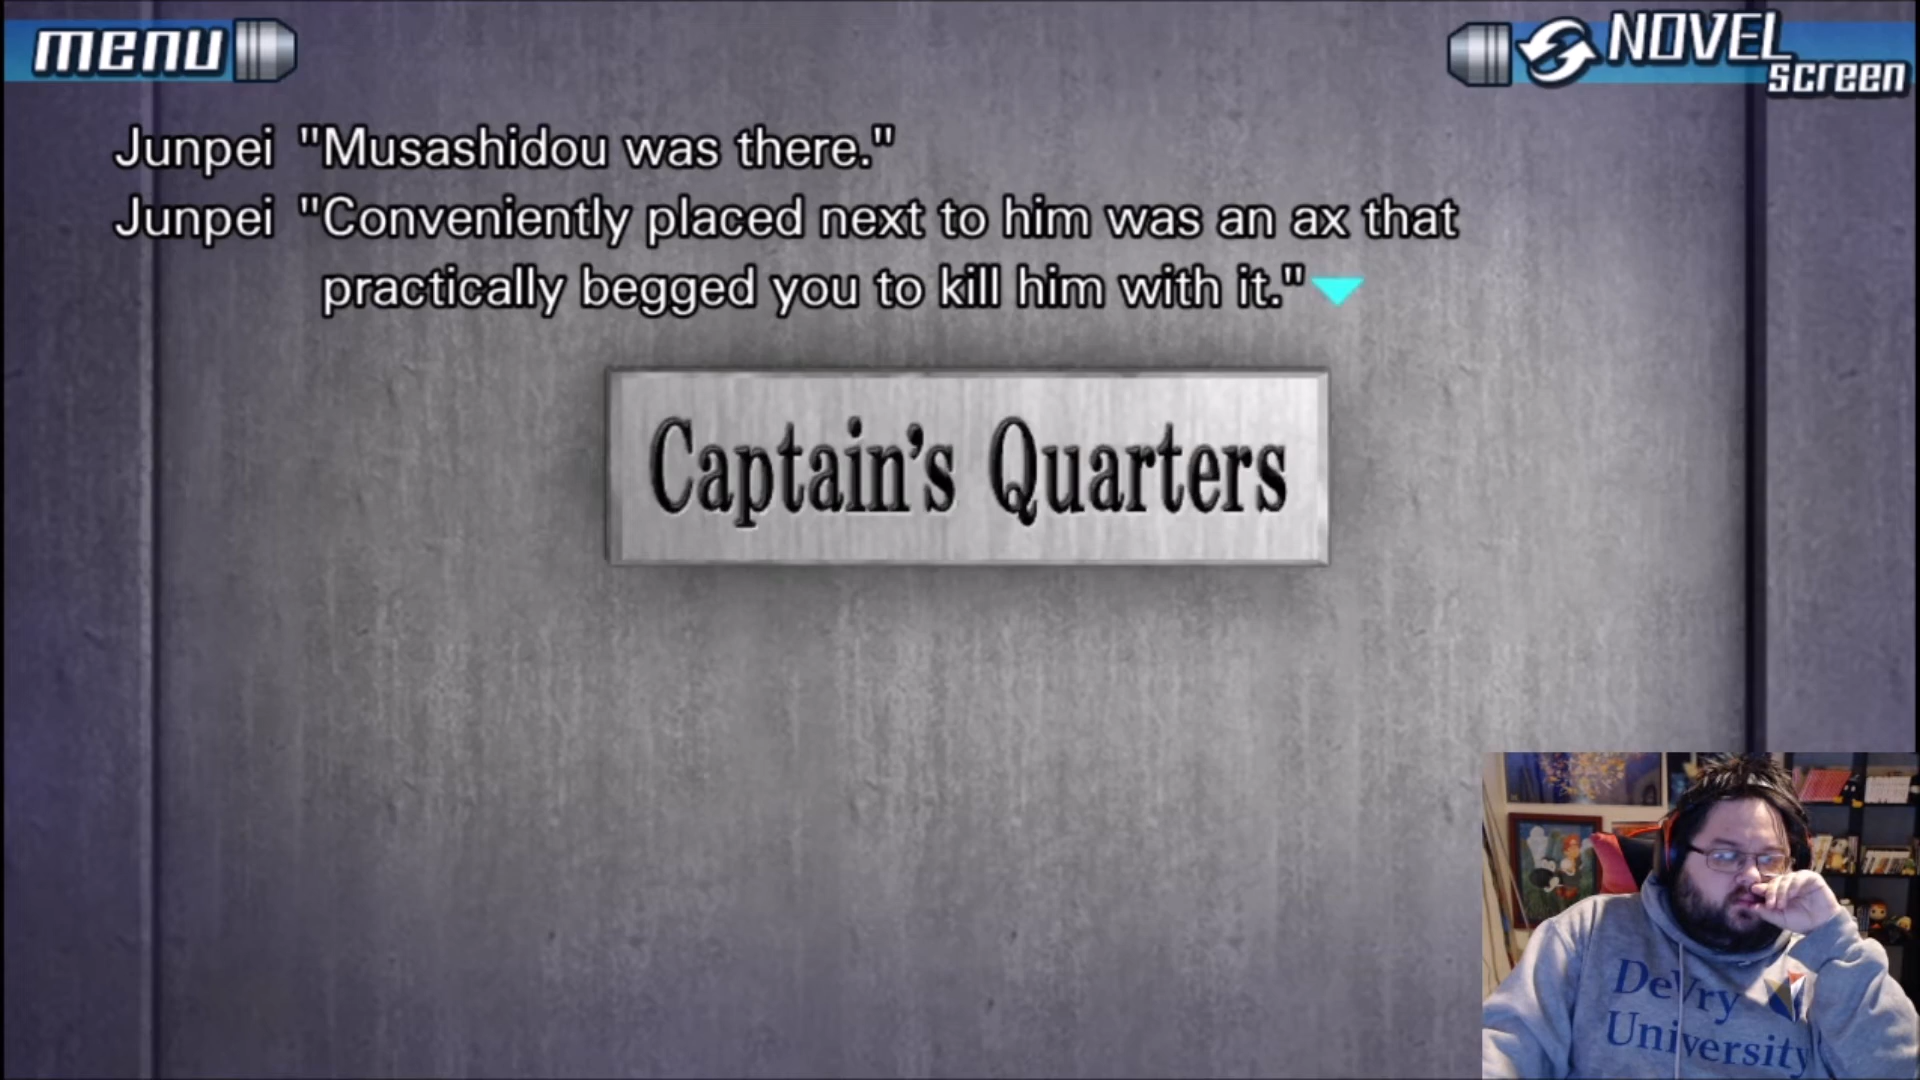 menu
NOVEL
screen
Junpei "Musashidou was there."
Junpei "Conveniently placed next to him was an ax that
practically begged you to kill him with it."
Captain's Quarters
DeVry
University